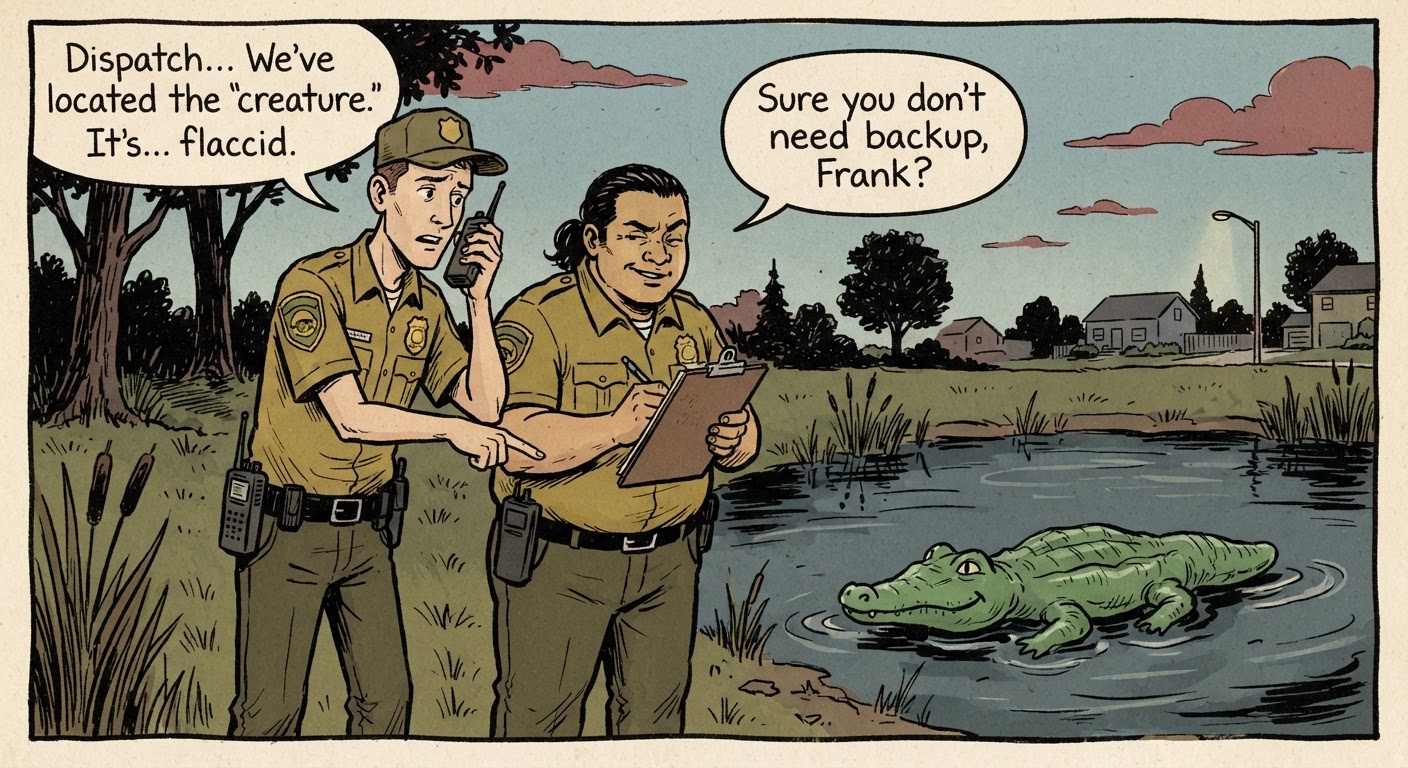 Dispatch... We've
located the "creature."
It's... flaccid.
Sure you don't
need backup,
Frank?